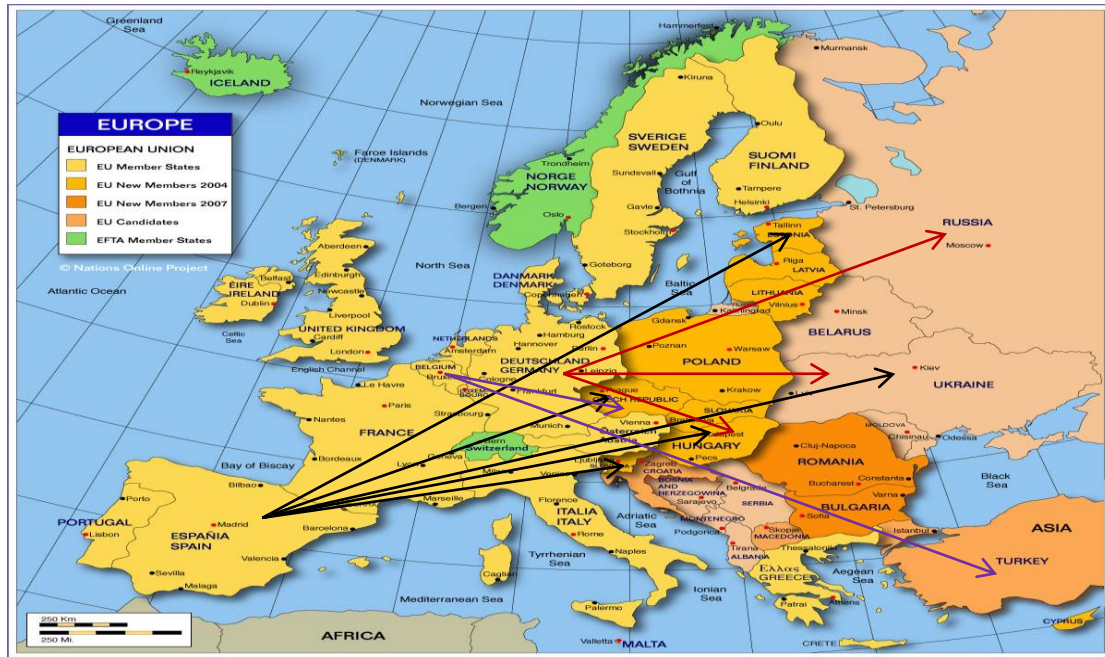 Greenland
Sea
Hammerfest
Murmansk
Reykjavik
ICELAND
Kiruna
Norwegian Sea
EUROPE
EUROPEAN UNION
EU Member States
EU New Members 2004
EU New Members 2007
EU Candidates
EFTA Member States
© Nations Online Project
Faroe Islands
(DENMARK)
SVERIGE
SWEDEN
Oulu
SUOMI
FINLAND
Trondheim
Sundsvall
Gulf
of
Bothnia
NORGE
NORWAY
Tampere
Bergen
Oslo
Gavle
Helsinki
St. Petersburg
RUSSIA
Stockholm
Tallinn
ESTONIA
Moscow
Aberdeen
North Sea
Goteborg
Riga
LATVIA
Edinburgh
DANMARK
DENMARK
Baltic
Sea
Atlantic Ocean
ÉIRE
IRELAND
Belfast
Newcastle
Copenhagen
LITHUANIA
Vilnius
Dublin
Liverpool
Kaliningrad
Minsk
Celtic
Sea
UNITED KINGDOM
Cardiff
Rostock
Gdansk
BELARUS
London
NETHERLANDS
Amsterdam
Hamburg
Hannover
Berlin
Poznan
Warsaw
English Channel
BELGIUM
DEUTSCHLAND
GERMANY
Leipzig
POLAND
Kiev
Le Havre
Cologne
Frankfurt
Prague
CZECH REPUBLIC
Krakow
UKRAINE
Paris
BOURG
Nantes
Strasbourg
SLOVAKIA
FRANCE
Munich
Vienna
Österreich
Austria
MOLDOVA
Chisinau
Odessa
Switzerland
HUNGARY
Cluj-Napoca
Bay of Biscay
Bordeaux
Lyon
Geneva
Ljubljana
Pecs
ROMANIA
Bilbao
Zagreb
CROATIA
Black
Sea
Porto
Marseille
BOSNIA
AND
HERZEGOWINA
Belgrade
Bucharest
Constanta
Florence
Sarajevo
SERBIA
Varna
PORTUGAL
Madrid
ITALIA
ITALY
Adriatic
Sea
MONTENEGRO
BULGARIA
Lisbon
ESPAÑIA
SPAIN
Barcelona
Rome
Podgorica
Sofia
Skopje
MACEDONIA
Istanbul
ASIA
Valencia
Tyrrhenian
Sea
Naples
Tirana
ALBANIA
Thessaloniki
TURKEY
Sevilla
Malaga
Cagliari
Ελλας
GREECE
Aegean
Sea
Mediterranean Sea
Palermo
Ionian
Sea
Patrai
Athens
250 Km
250 Mi.
AFRICA
Valletta
MALTA
CRETE
CYPRUS